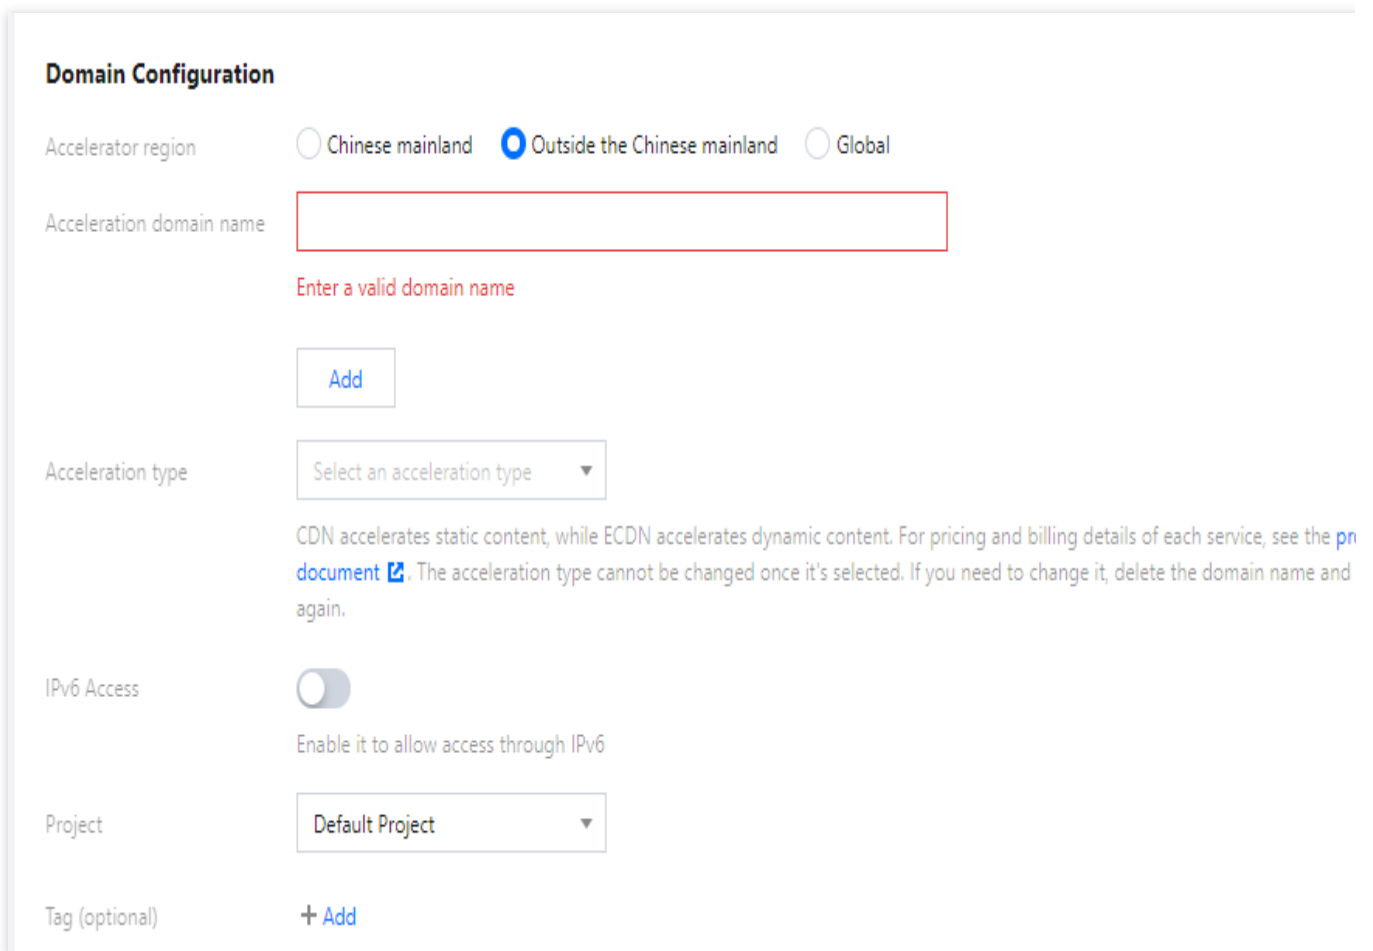 Domain Configuration
Accelerator region Chinese mainland Outside the Chinese mainland Global
Acceleration domain name
Enter a valid domain name
Add
Acceleration type Select an acceleration type
CDN accelerates static content, while ECDN accelerates dynamic content. For pricing and billing details of each service, see the
document . The acceleration type cannot be changed once it's selected. If you need to change it, delete the domain name and
again.
IPv6 Access
Enable it to allow access through IPv6
Project Default Project
Tag (optional) + Add